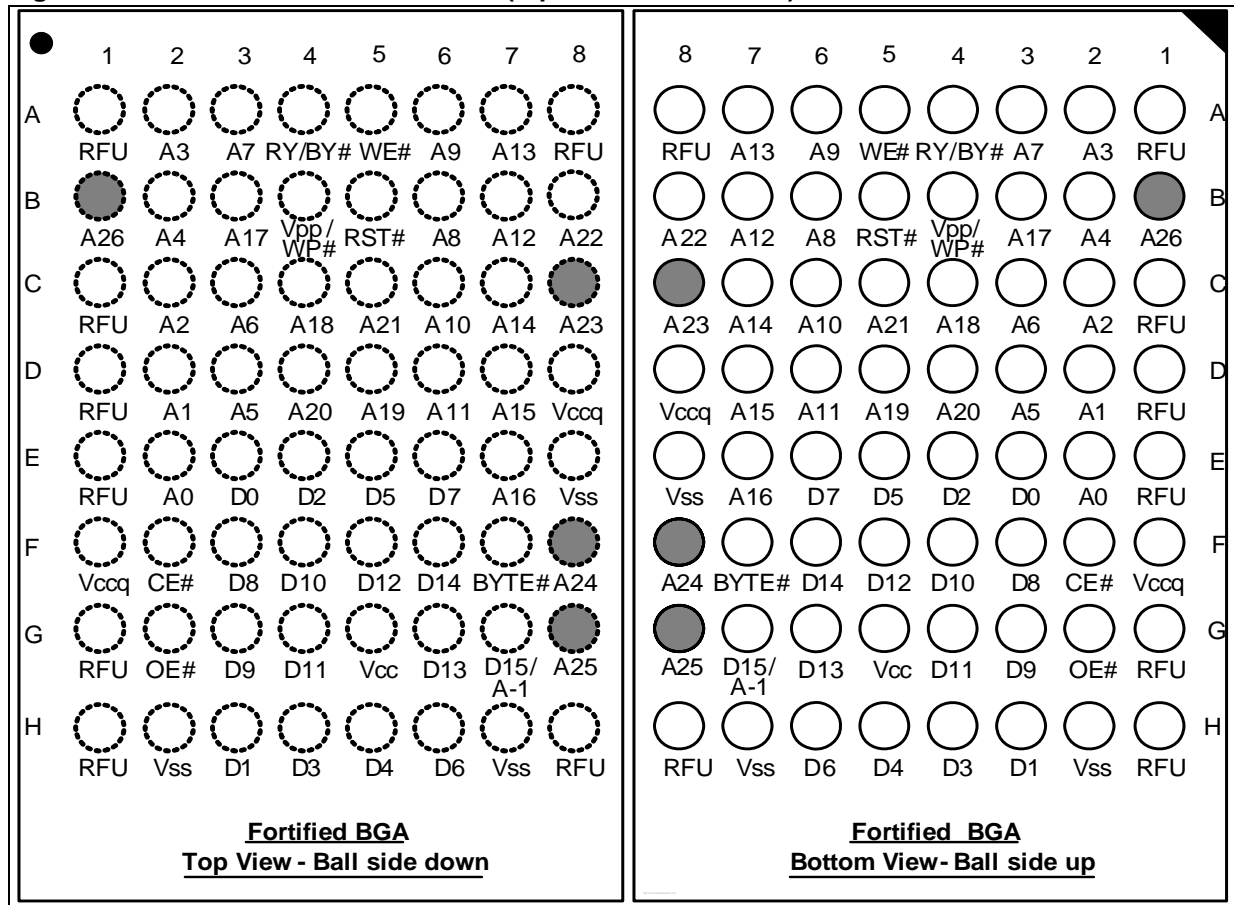 1 2 3 4 5 6 7 8
A
RFU A3 A7 RY/BY# WE# A9 A13 RFU
B
A26 A4 A17 Vpp / WP# RST# A8 A12 A22
C
RFU A2 A6 A18 A21 A10 A14 A23
D
RFU A1 A5 A20 A19 A11 A15 Vccq
E
RFU A0 D0 D2 D5 D7 A16 Vss
F
Vccq CE# D8 D10 D12 D14 BYTE# A24
G
RFU OE# D9 D11 Vcc D13 D15/ A-1 A25
H
RFU Vss D1 D3 D4 D6 Vss RFU
Fortified BGA
Top View - Ball side down
8 7 6 5 4 3 2 1
A
RFU A13 A9 WE# RY/BY# A7 A3 RFU
B
A22 A12 A8 RST# Vpp/ WP# A17 A4 A26
C
A23 A14 A10 A21 A18 A6 A2 RFU
D
Vccq A15 A11 A19 A20 A5 A1 RFU
E
Vss A16 D7 D5 D2 D0 A0 RFU
F
A24 BYTE# D14 D12 D10 D8 CE# Vccq
G
A25 D15/ A-1 D13 Vcc D11 D9 OE# RFU
H
RFU Vss D6 D4 D3 D1 Vss RFU
Fortified BGA
Bottom View- Ball side up